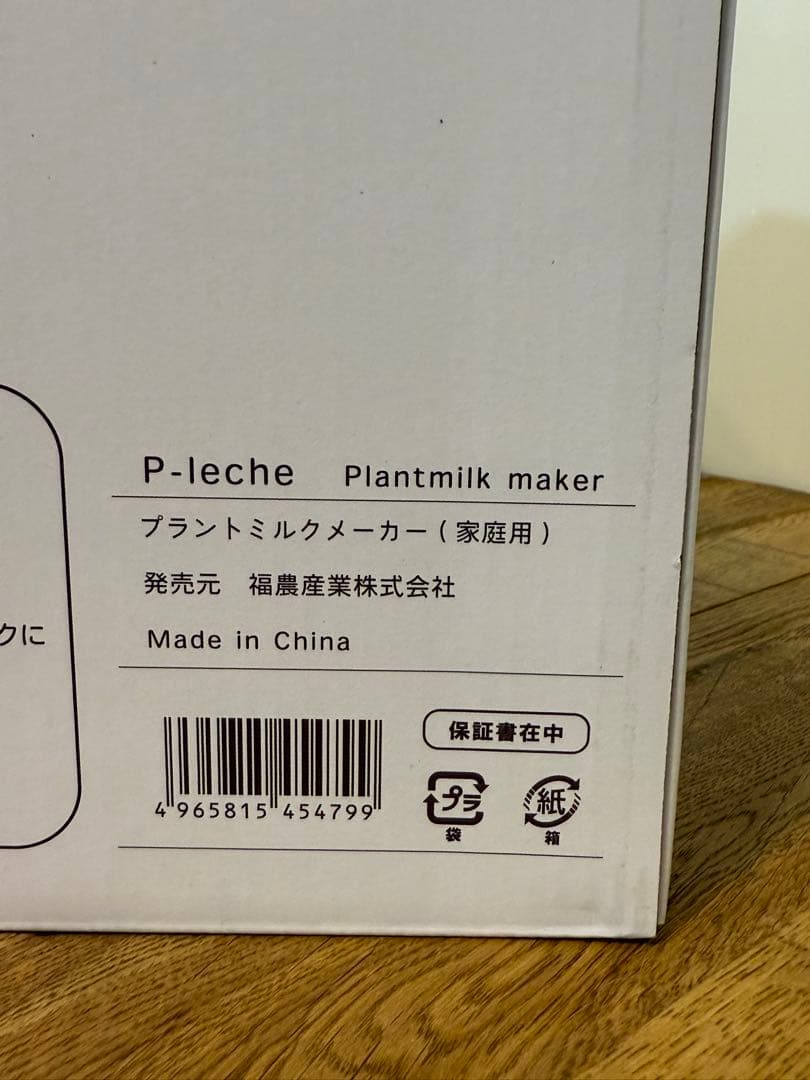 P-leche Plantmilk maker
プラントミルクメーカー(家庭用)
発売元 福農産業株式会社
クに
Made in China
保証書在中
4 965815 454799
プラ
袋
紙
箱